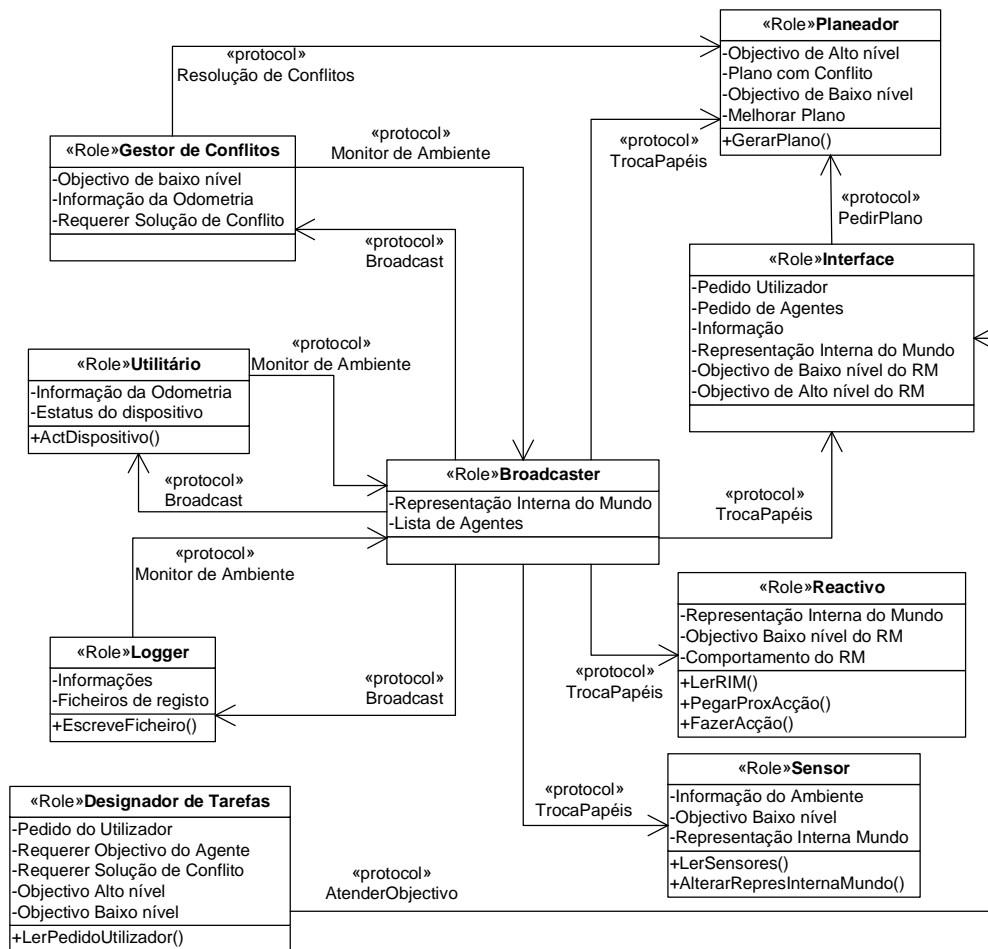 «Role»Planeador
-Objectivo de Alto nível
-Plano com Conflito
-Objectivo de Baixo nível
-Melhorar Plano
+GerarPlano()
«protocol»
Resolução de Conflitos
«Role»Gestor de Conflitos
-Objectivo de baixo nível
-Informação da Odometria
-Requerer Solução de Conflito
«protocol»
Monitor de Ambiente
«protocol»
TrocaPapéis
«protocol»
PedirPlano
«protocol»
Broadcast
«Role»Interface
-Pedido Utilizador
-Pedido de Agentes
-Informação
-Representação Interna do Mundo
-Objectivo de Baixo nível do RM
-Objectivo de Alto nível do RM
«Role»Utilitário
-Informação da Odometria
-Estatus do dispositivo
+ActDispositivo()
«protocol»
Monitor de Ambiente
«protocol»
Broadcast
«Role»Broadcaster
-Representação Interna do Mundo
-Lista de Agentes
«protocol»
TrocaPapéis
«protocol»
Monitor de Ambiente
«Role»Logger
-Informações
-Ficheiros de registo
+EscreveFicheiro()
«protocol»
Broadcast
«protocol»
TrocaPapéis
«Role»Reactivo
-Representação Interna do Mundo
-Objectivo Baixo nível do RM
-Comportamento do RM
+LerRIM()
+PegarProxAcção()
+FazerAcção()
«protocol»
TrocaPapéis
«Role»Sensor
-Informação do Ambiente
-Objectivo Baixo nível
-Representação Interna Mundo
+LerSensores()
+AlterarRepresInternaMundo()
«Role»Designador de Tarefas
-Pedido do Utilizador
-Requerer Objectivo do Agente
-Requerer Solução de Conflito
-Objectivo Alto nível
-Objectivo Baixo nível
+LerPedidoUtilizador()
«protocol»
AtenderObjectivo